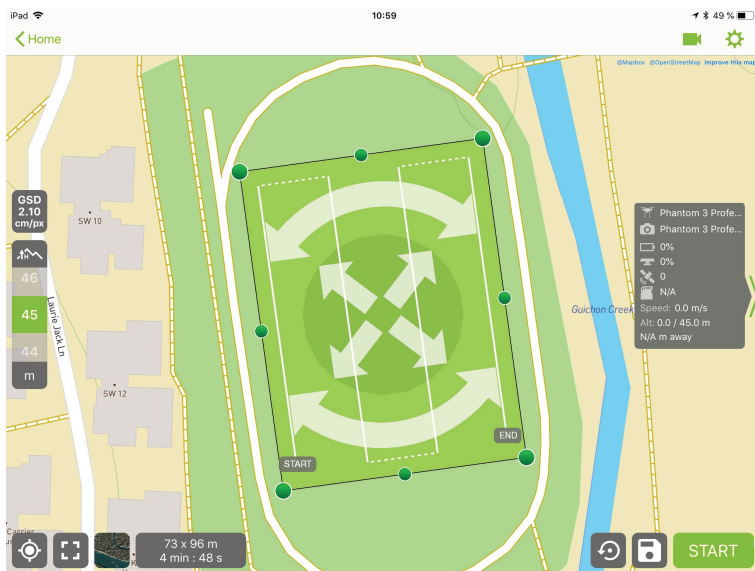 iPad
10:59
49 %
Home
©Mapbox ©OpenStreetMap Improve this map
GSD
2.10
cm/px
SW 10
H
46
45
44
m
Laurie Jack Ln
SW 12
Phantom 3 Profe...
Phantom 3 Profe...
0%
0%
0
N/A
Speed: 0.0 m/s
Alt: 0.0 / 45.0 m
N/A m away
Guichon Creek
START
END
Carrier
73 x 96 m
4 min : 48 s
START